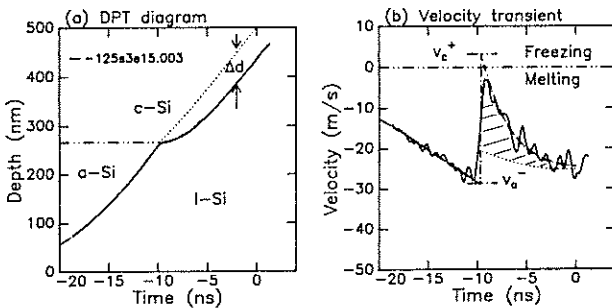 (a) DPT diagram
500
400
300
200
100
0
Depth (nm)
-125s3e15.003
Δd
c-Si
a-Si
l-Si
-20 -15 -10 -5 0
Time (ns)
(b) Velocity transient
10
0
-10
-20
-30
-40
-50
Velocity (m/s)
v_c^+
Freezing
Melting
v_a^-
-20 -15 -10 -5 0
Time (ns)